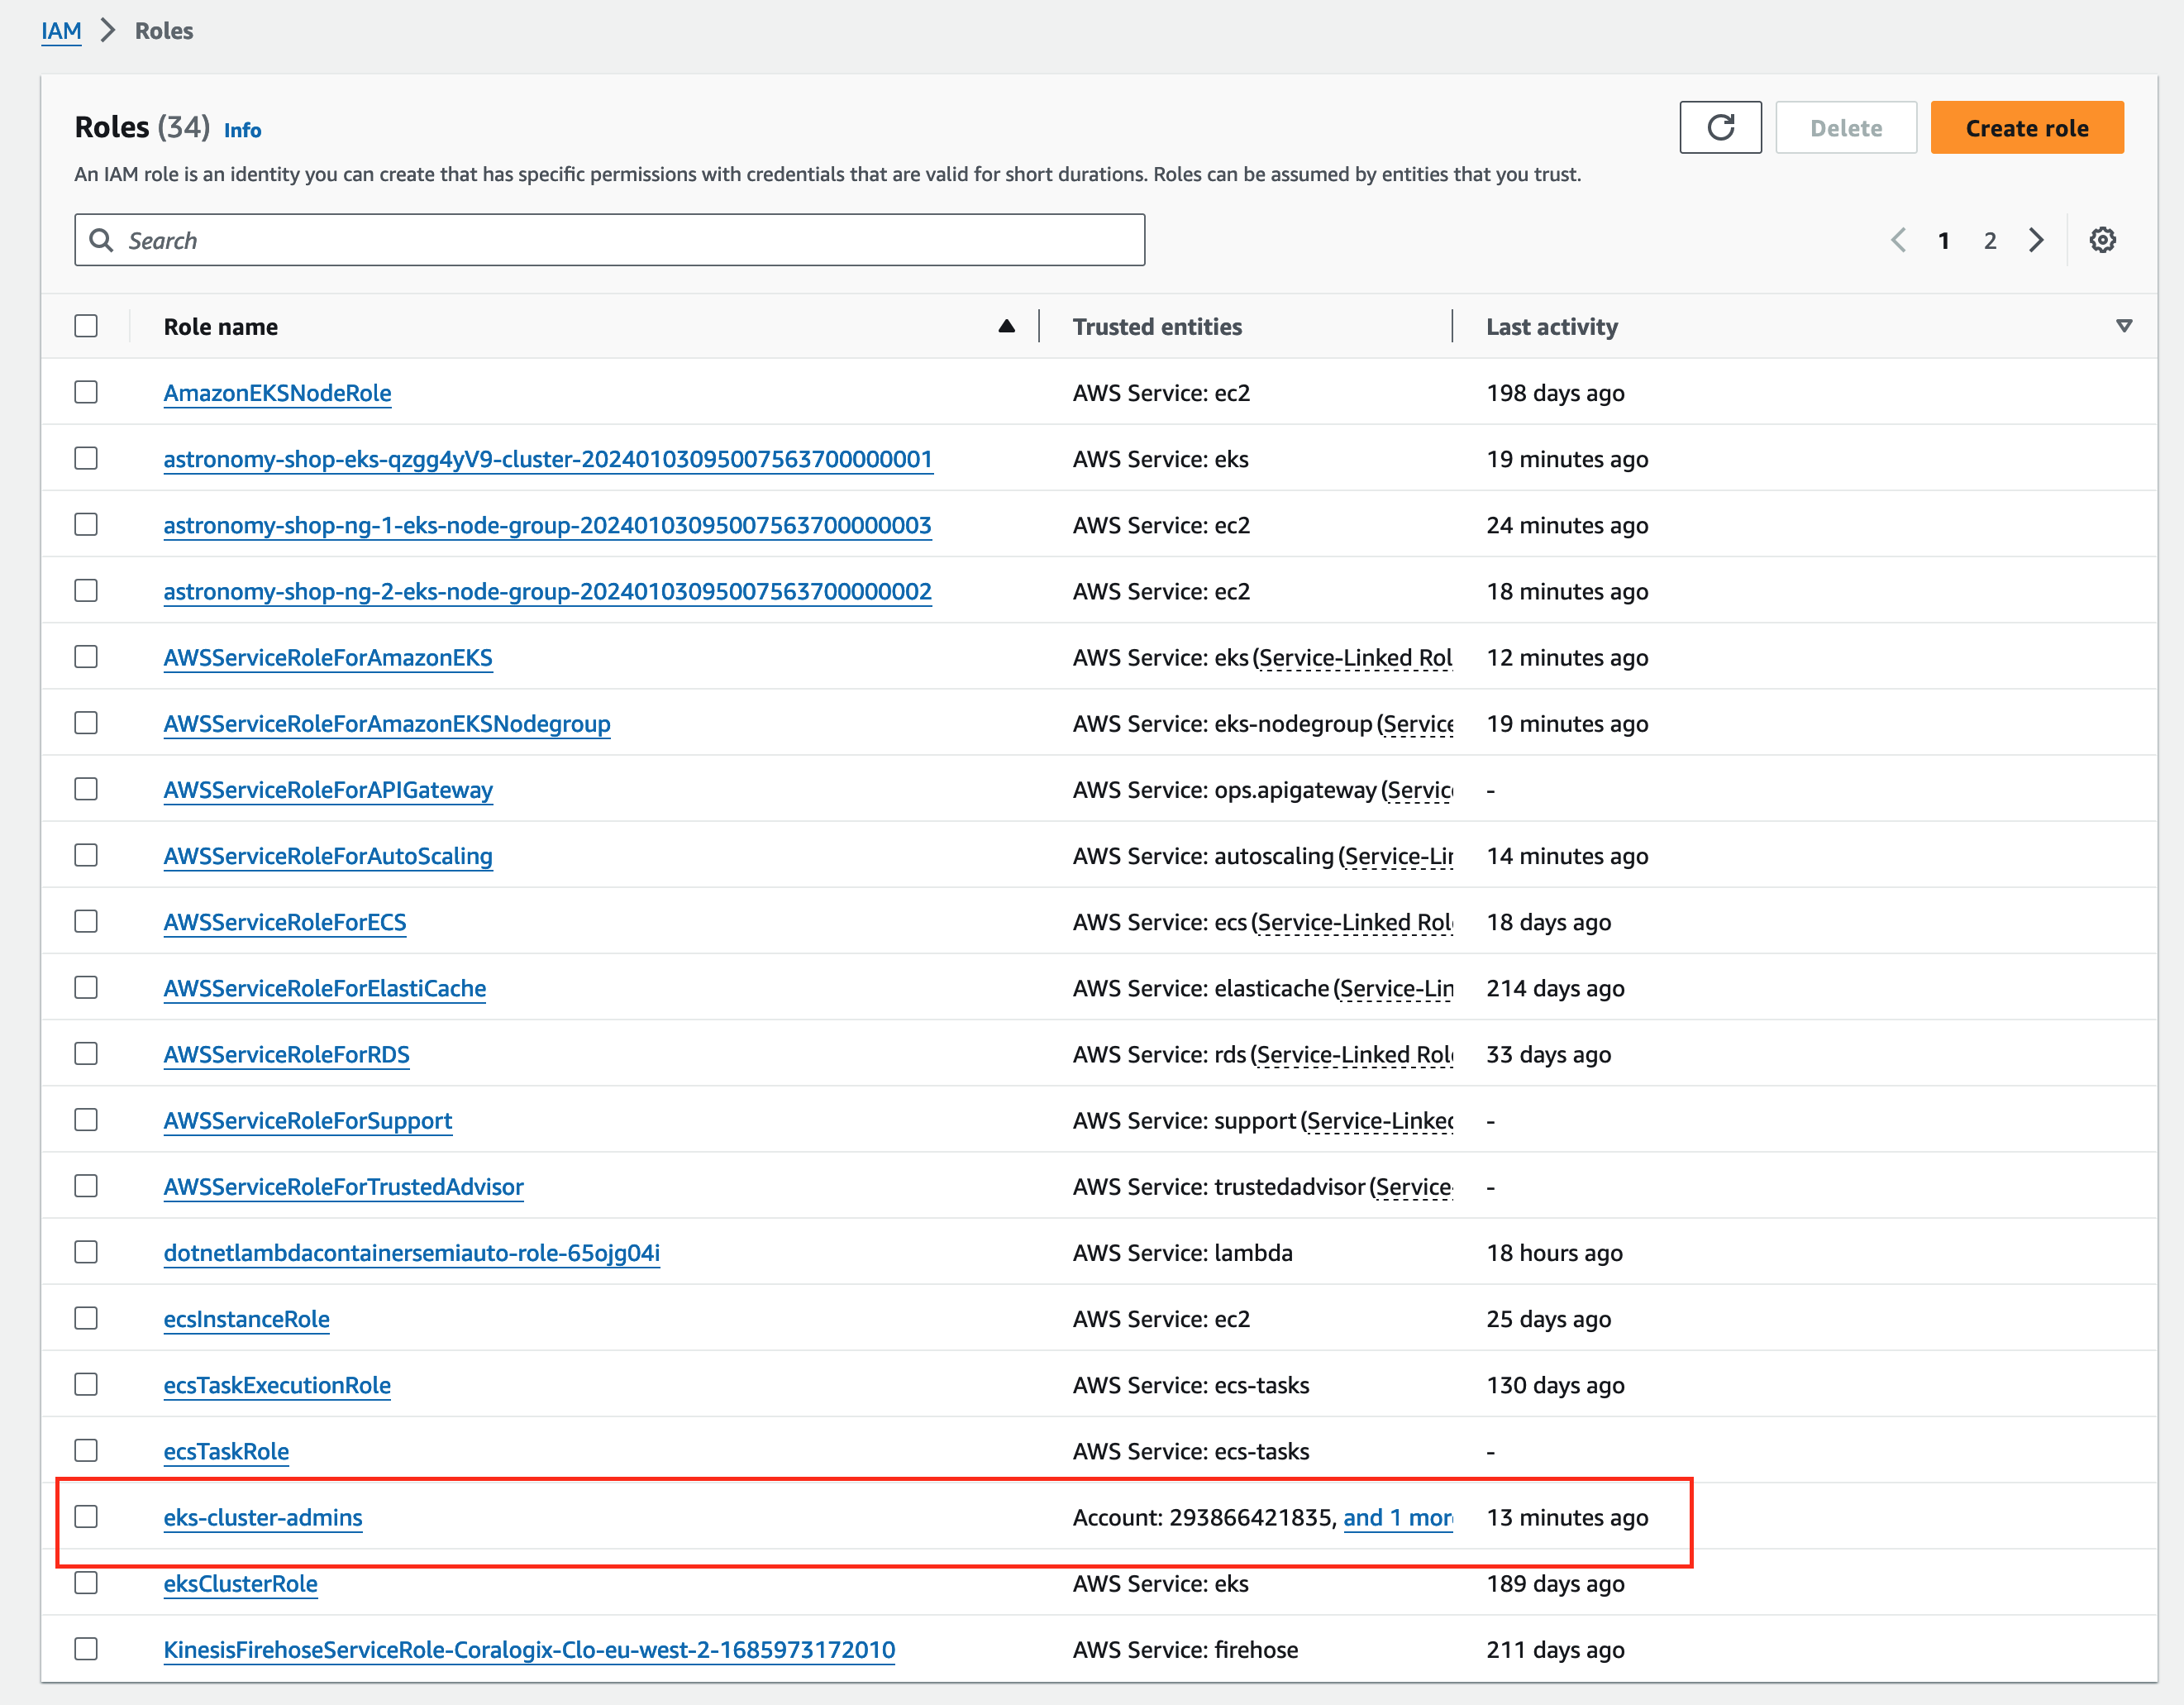 IAM > Roles
Roles (34) Info
Delete
Create role
An IAM role is an identity you can create that has specific permissions with credentials that are valid for short durations. Roles can be assumed by entities that you trust.
Search
1 2
Role name Trusted entities Last activity
AmazonEKSNodeRole AWS Service: ec2 198 days ago
astronomy-shop-eks-qzgg4yV9-cluster-20240103095007563700000001 AWS Service: eks 19 minutes ago
astronomy-shop-ng-1-eks-node-group-20240103095007563700000003 AWS Service: ec2 24 minutes ago
astronomy-shop-ng-2-eks-node-group-20240103095007563700000002 AWS Service: ec2 18 minutes ago
AWSServiceRoleForAmazonEKS AWS Service: eks (Service-Linked Rol 12 minutes ago
AWSServiceRoleForAmazonEKSNodegroup AWS Service: eks-nodegroup (Service 19 minutes ago
AWSServiceRoleForAPIGateway AWS Service: ops.apigateway (Servic -
AWSServiceRoleForAutoScaling AWS Service: autoscaling (Service-Lin 14 minutes ago
AWSServiceRoleForECS AWS Service: ecs (Service-Linked Rol 18 days ago
AWSServiceRoleForElastiCache AWS Service: elasticache (Service-Lin 214 days ago
AWSServiceRoleForRDS AWS Service: rds (Service-Linked Rol 33 days ago
AWSServiceRoleForSupport AWS Service: support (Service-Linked -
AWSServiceRoleForTrustedAdvisor AWS Service: trustedadvisor (Service- -
dotnetlambdacontainersemiauto-role-65ojg04i AWS Service: lambda 18 hours ago
ecsInstanceRole AWS Service: ec2 25 days ago
ecsTaskExecutionRole AWS Service: ecs-tasks 130 days ago
ecsTaskRole AWS Service: ecs-tasks -
eks-cluster-admins Account: 293866421835, and 1 mor 13 minutes ago
eksClusterRole AWS Service: eks 189 days ago
KinesisFirehoseServiceRole-Coralogix-Clo-eu-west-2-1685973172010 AWS Service: firehose 211 days ago